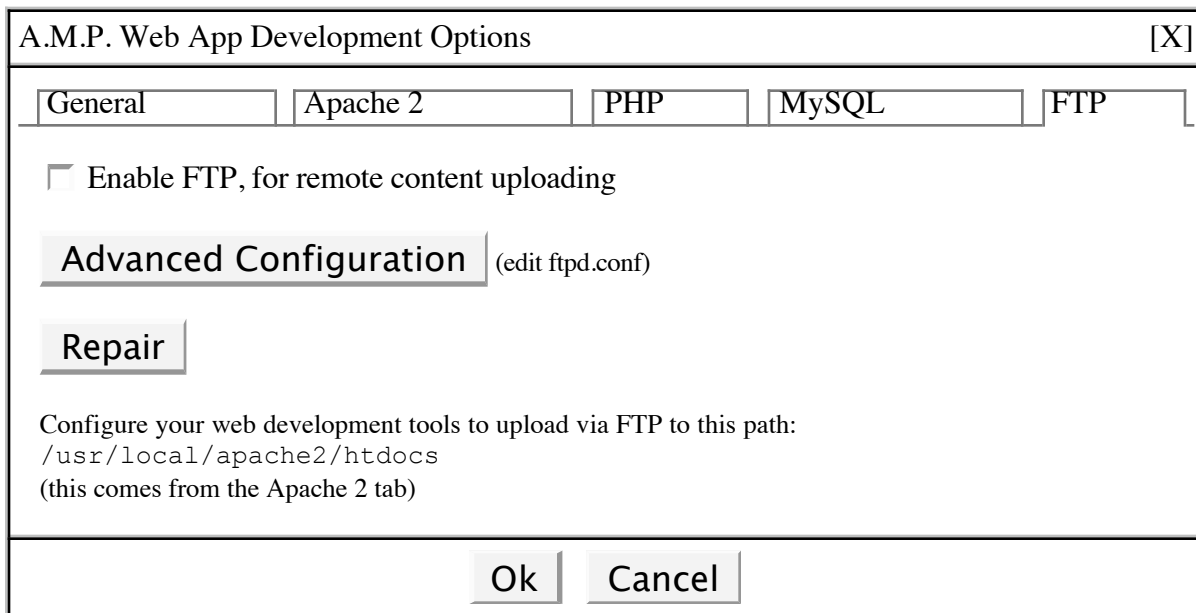 A.M.P. Web App Development Options [X]
General Apache 2 PHP MySQL FTP
Enable FTP, for remote content uploading
Advanced Configuration (edit ftpd.conf)
Repair
Configure your web development tools to upload via FTP to this path:
/usr/local/apache2/htdocs
(this comes from the Apache 2 tab)
Ok Cancel